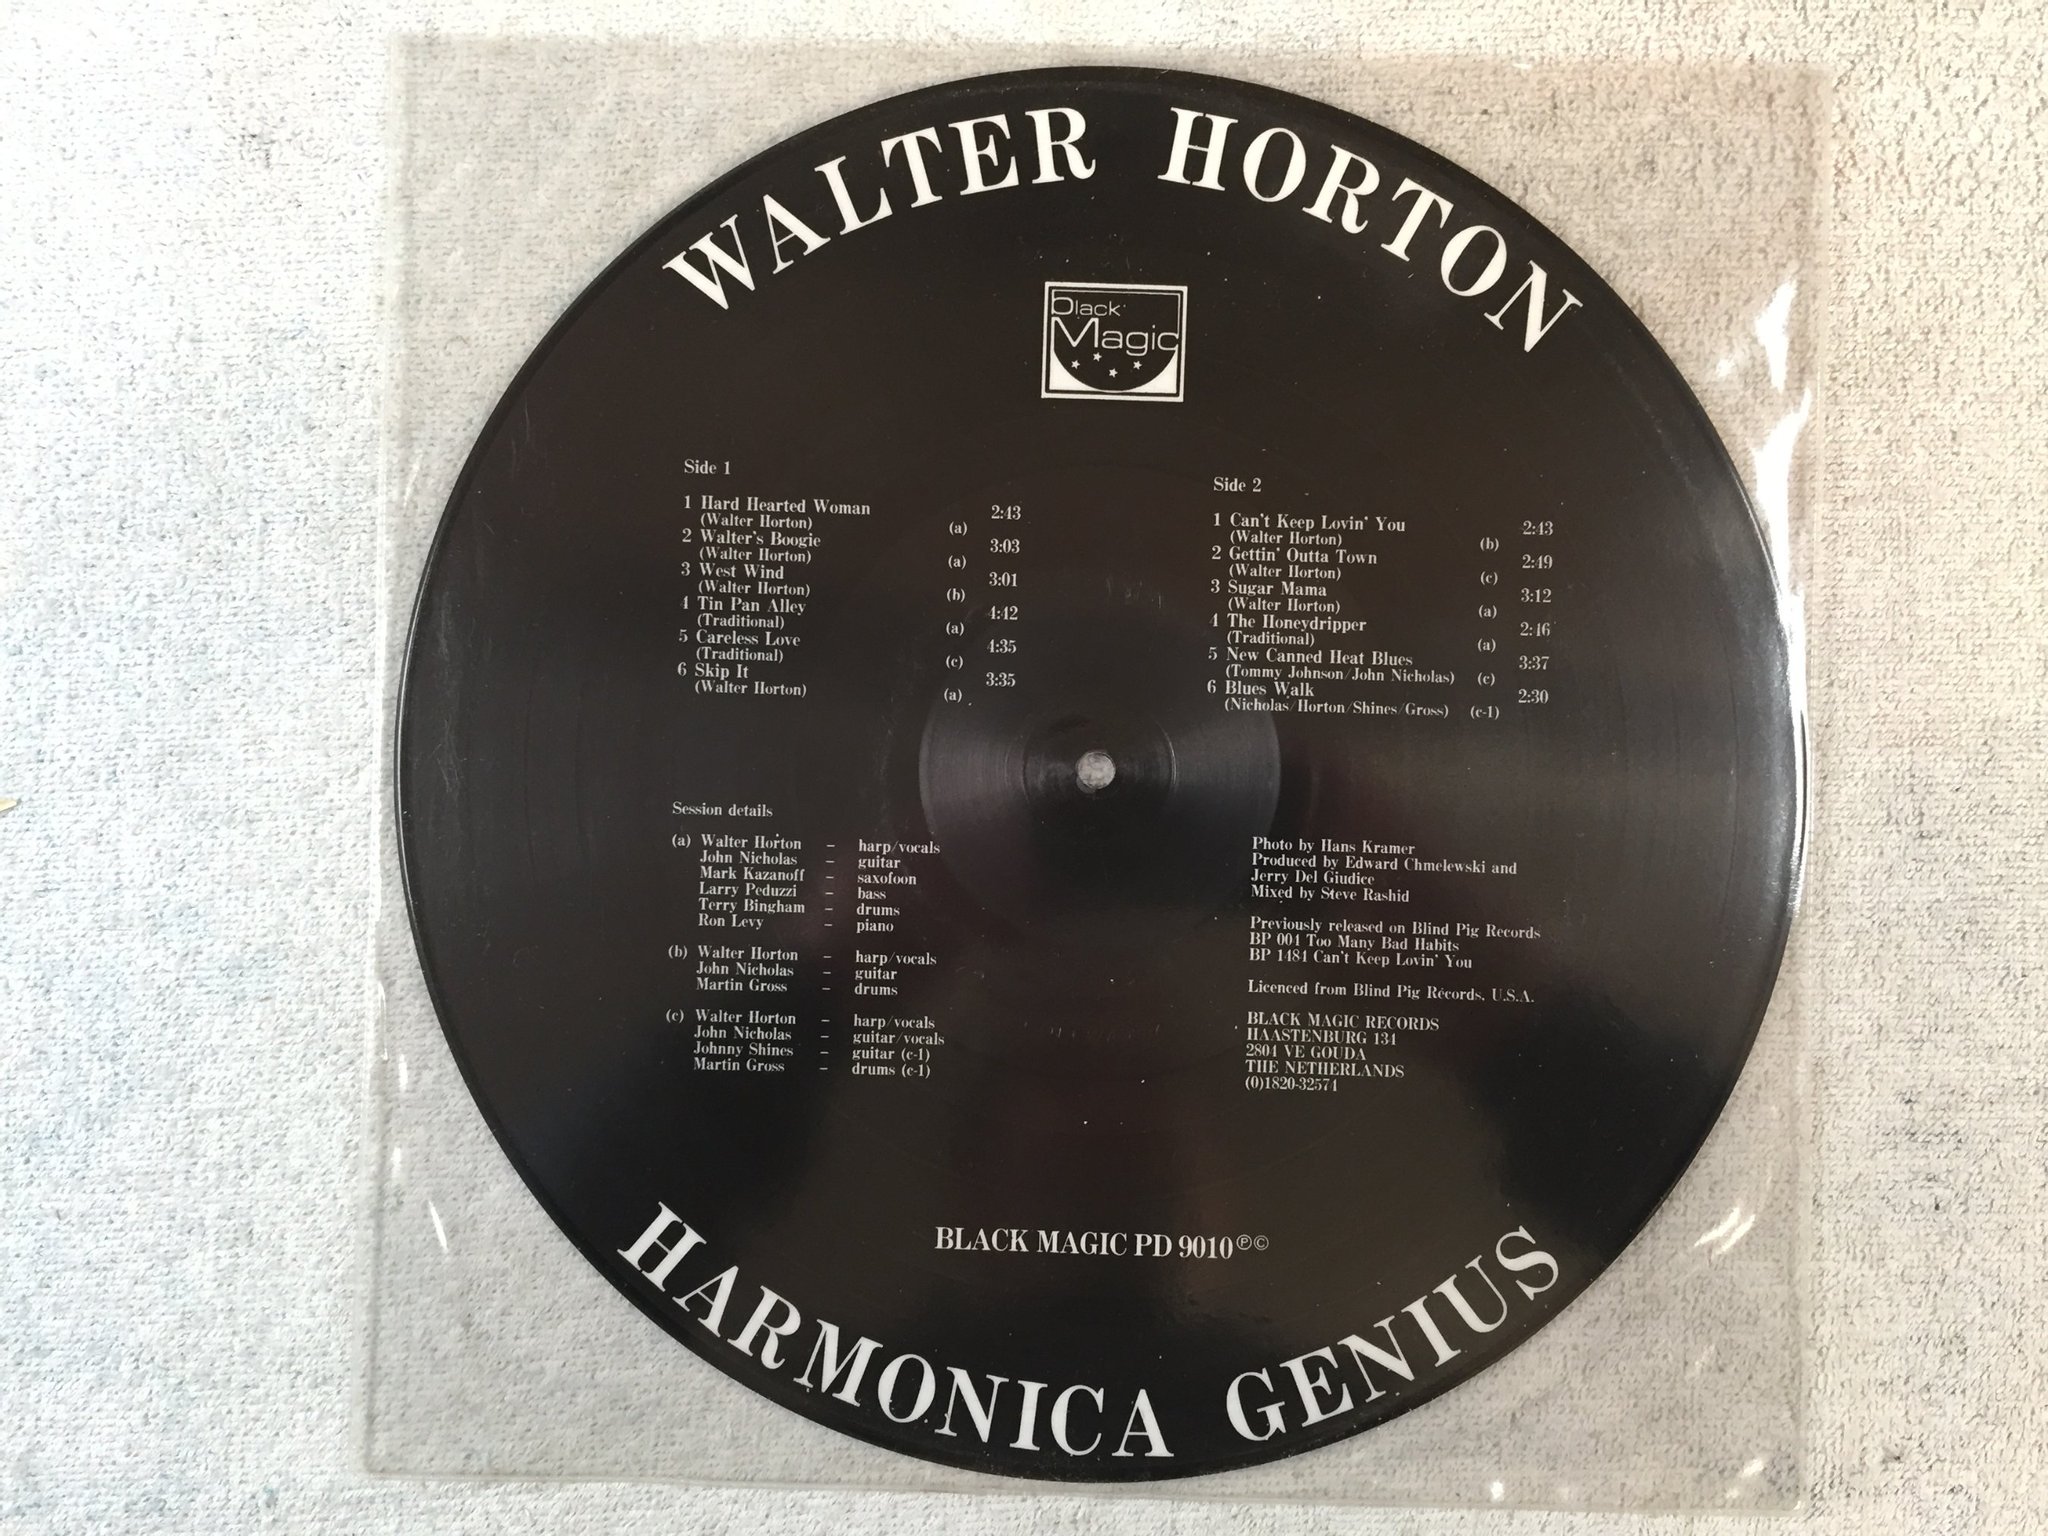 WALTER HORTON
black
Magic
Side 1
1 Hard Hearted Woman 2:43
(Walter Horton) (a)
2 Walter's Boogie 3:03
(Walter Horton) (a)
3 West Wind 3:01
(Walter Horton) (b)
4 Tin Pan Alley 4:42
(Traditional) (a)
5 Careless Love 4:35
(Traditional) (c)
6 Skip It 3:35
(Walter Horton) (a)
Side 2
1 Can't Keep Lovin' You 2:43
(Walter Horton) (b)
2 Gettin' Outta Town 2:49
(Walter Horton) (c)
3 Sugar Mama 3:12
(Walter Horton) (a)
4 The Honeydripper 2:46
(Traditional) (a)
5 New Canned Heat Blues 3:37
(Tommy Johnson/John Nicholas) (c)
6 Blues Walk 2:30
(Nicholas/Horton/Shines/Gross) (c-1)
Session details
(a) Walter Horton – harp/vocals
John Nicholas – guitar
Mark Kazanoff – saxofoon
Larry Peduzzi – bass
Terry Bingham – drums
Ron Levy – piano
(b) Walter Horton – harp/vocals
John Nicholas – guitar
Martin Gross – drums
(c) Walter Horton – harp/vocals
John Nicholas – guitar/vocals
Johnny Shines – guitar (c-1)
Martin Gross – drums (c-1)
Photo by Hans Kramer
Produced by Edward Chmelewski and
Jerry Del Giudice
Mixed by Steve Rashid
Previously released on Blind Pig Records
BP 004 Too Many Bad Habits
BP 1484 Can't Keep Lovin' You
Licenced from Blind Pig Records, U.S.A.
BLACK MAGIC RECORDS
HAASTENBURG 134
2804 VE GOUDA
THE NETHERLANDS
(0)1820-32574
BLACK MAGIC PD 9010 ℗©
HARMONICA GENIUS